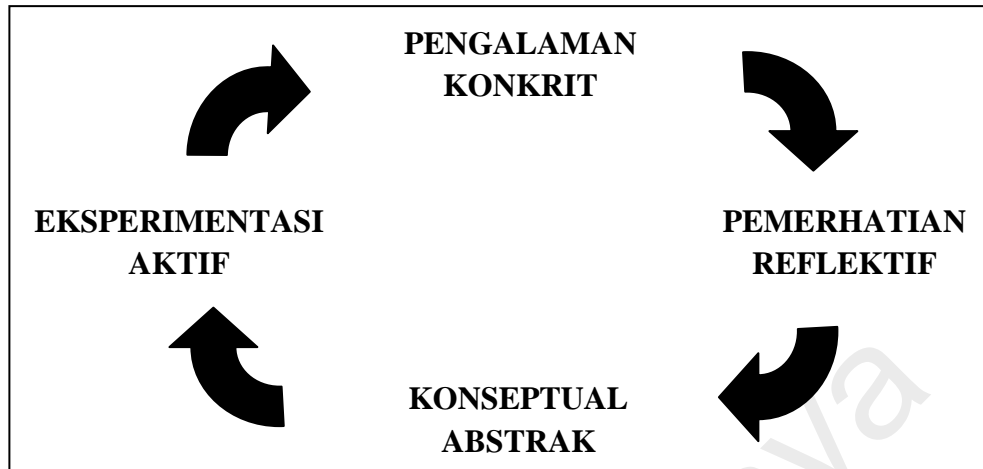 PENGALAMAN
KONKRIT
EKSPERIMENTASI
AKTIF
PEMERHATIAN
REFLEKTIF
KONSEPTUAL
ABSTRAK